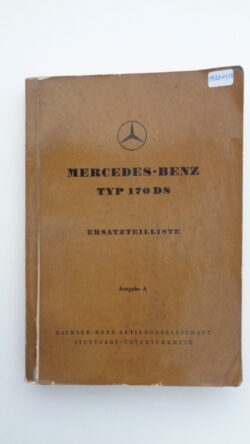 MERCEDES-BENZ
TYP 170 DS
ERSATZTEILLISTE
Ausgabe A
DAIMLER-BENZ AKTIENGESELLSCHAFT
STUTTGART-UNTERTÜRKHEIM